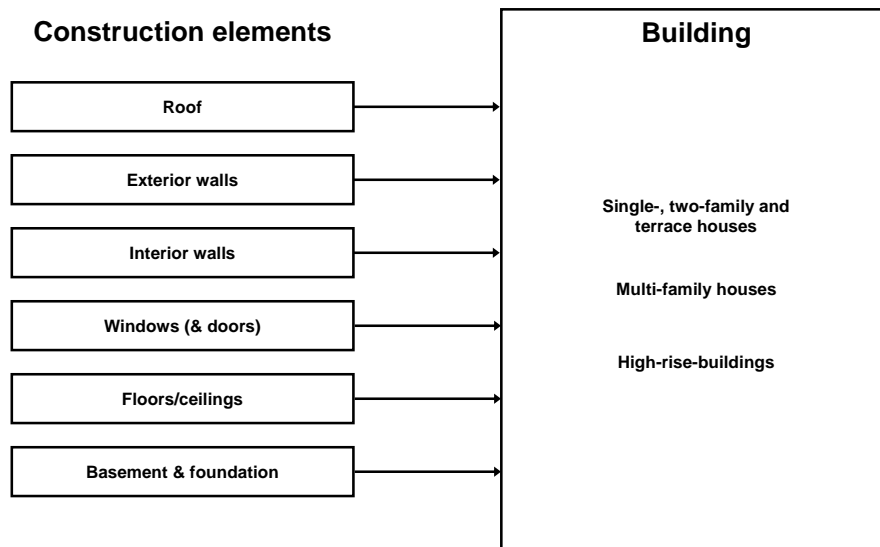 Construction elements
Building
Roof
Exterior walls
Interior walls
Windows (& doors)
Floors/ceilings
Basement & foundation
Single-, two-family and
terrace houses
Multi-family houses
High-rise-buildings